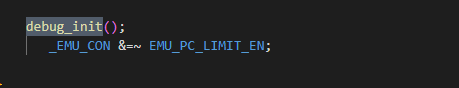 debug_init();
_EMU_CON &=~ EMU_PC_LIMIT_EN;